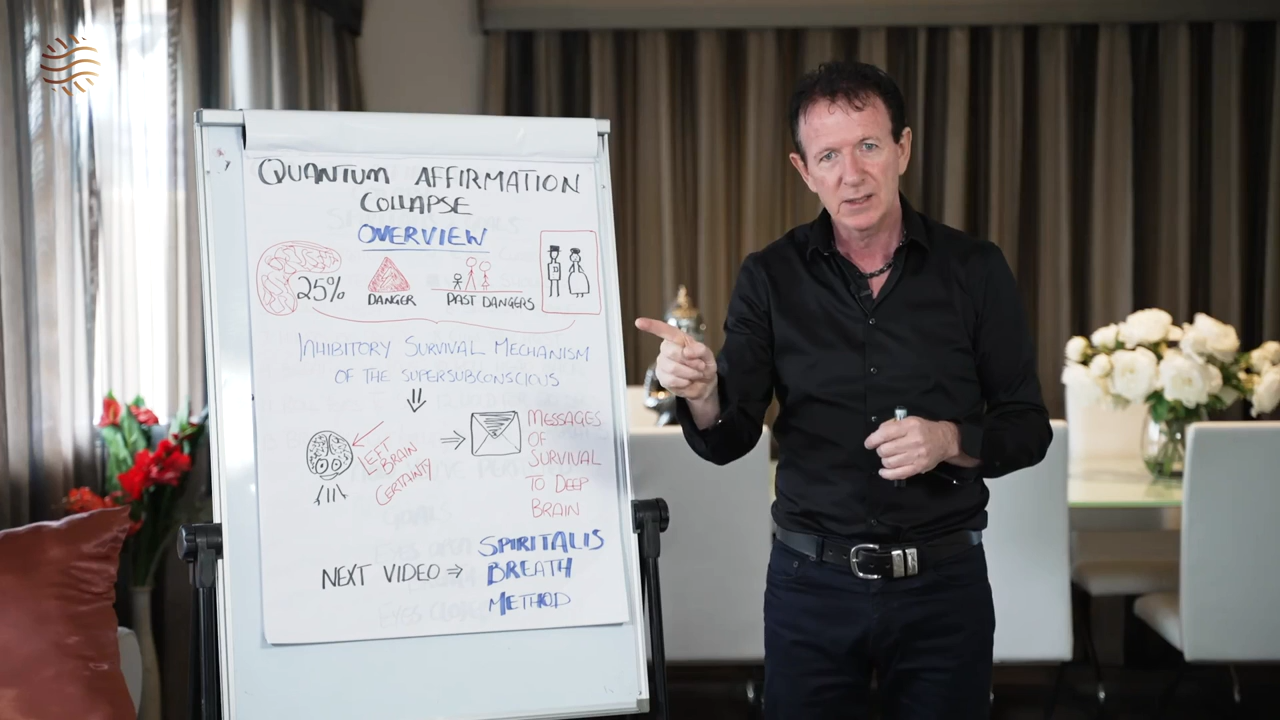 QUANTUM AFFIRMATION
COLLAPSE
OVERVIEW
25%
DANGER
PAST DANGERS
INHIBITORY SURVIVAL MECHANISM
OF THE SUPERSUBCONSCIOUS
LEFT
BRAIN
CERTAINTY
MESSAGES
OF
SURVIVAL
TO DEEP
BRAIN
NEXT VIDEO ⇒
SPIRITALIS
BREATH
METHOD